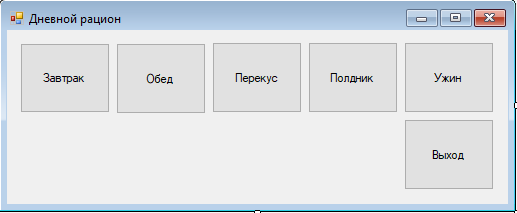 Дневной рацион
Завтрак
Обед
Перекус
Полдник
Ужин
Выход